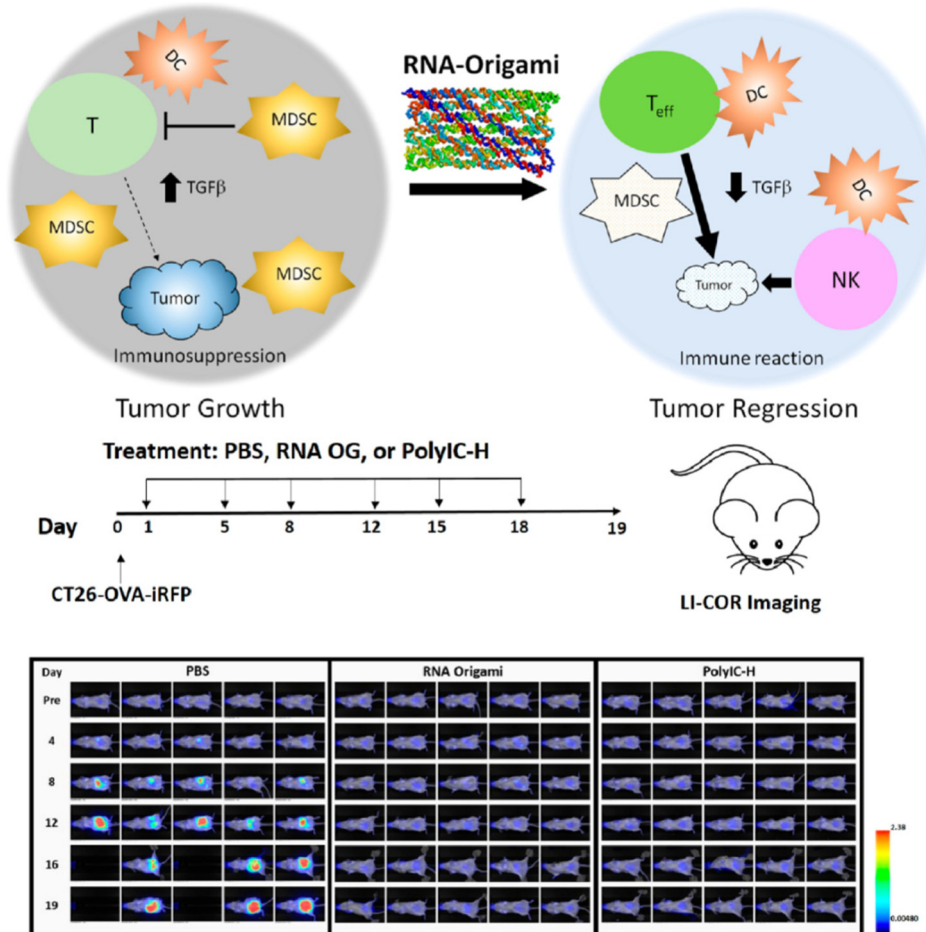 DC
T
MDSC
TGFβ
MDSC
MDSC
Tumor
Immunosuppression
Tumor Growth
RNA-Origami
Teff
DC
MDSC
TGFβ
DC
Tumor
NK
Immune reaction
Tumor Regression
Treatment: PBS, RNA OG, or PolyIC-H
Day 0 1 5 8 12 15 18 19
CT26-OVA-iRFP
LI-COR Imaging
Day PBS RNA Origami PolyIC-H
Pre
4
8
12
16
19
2.38
0.00480